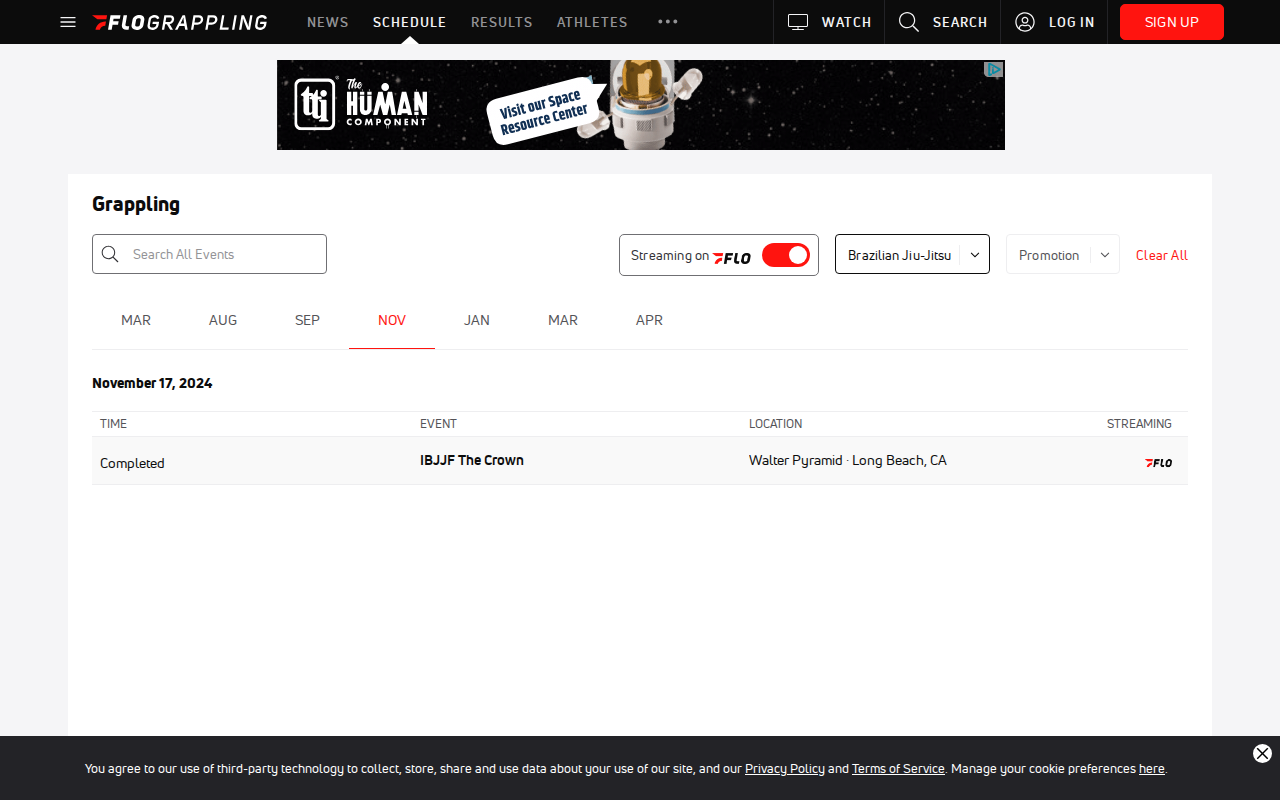 FLOGRAPPLING NEWS SCHEDULE RESULTS ATHLETES WATCH SEARCH LOG IN SIGN UP
tti The HUMAN COMPONENT Visit our Space Resource Center
Grappling
Search All Events Streaming on FLO Brazilian Jiu-Jitsu Promotion Clear All
MAR AUG SEP NOV JAN MAR APR
November 17, 2024
TIME EVENT LOCATION STREAMING
Completed IBJJF The Crown Walter Pyramid · Long Beach, CA FLO
You agree to our use of third-party technology to collect, store, share and use data about your use of our site, and our Privacy Policy and Terms of Service. Manage your cookie preferences here.